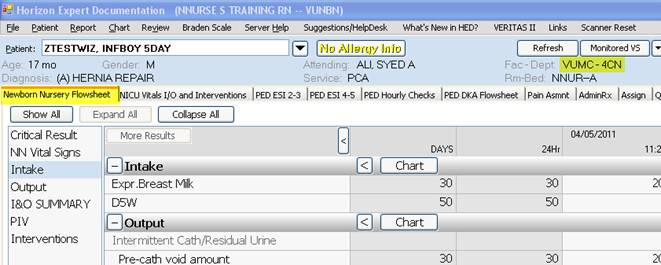 Horizon Expert Documentation (NNURSE S TRAINING RN -- VUNBN)
File Patient Report Chart Review Braden Scale Server Help Suggestions/HelpDesk What's New in HED? VERITAS II Links Scanner Reset
Patient: ZTESTWIZ, INFBOY 5DAY No Allergy Info Refresh Monitored VS
Age: 17 mo Gender: M Attending: ALI, SYED A Fac-Dept: VUMC-4CN
Diagnosis: (A) HERNIA REPAIR Service: PCA Rm-Bed: NNUR-A
Newborn Nursery Flowsheet NICU Vitals I/O and Interventions PED ESI 2-3 PED ESI 4-5 PED Hourly Checks PED DKA Flowsheet Pain Asmnt AdminRx Assign
Show All Expand All Collapse All
Critical Result
NN Vital Signs
Intake
Output
I&O SUMMARY
PIV
Interventions
More Results < 04/05/2011
DAYS 24Hr 11:2
− Intake < Chart
Expr.Breast Milk 30 30
D5W 50 50
− Output < Chart
Intermittent Cath/Residual Urine
Pre-cath void amount 30 30